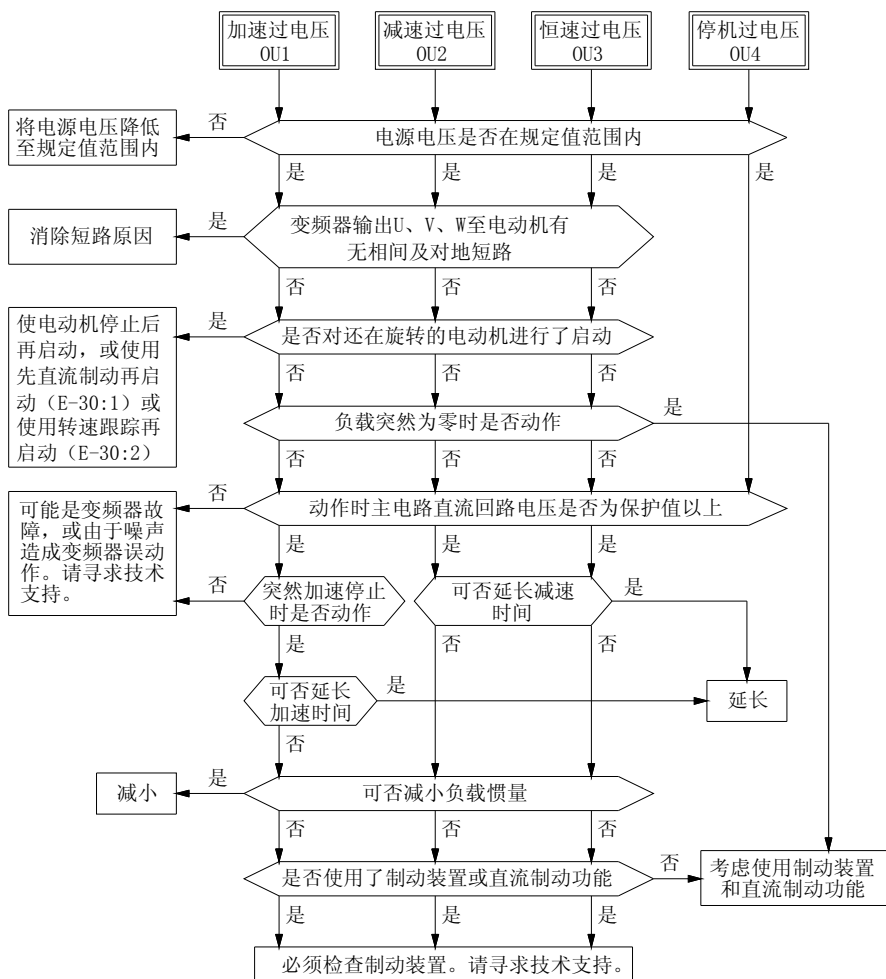 加速过电压
OU1
减速过电压
OU2
恒速过电压
OU3
停机过电压
OU4
将电源电压降低
至规定值范围内
否
电源电压是否在规定值范围内
是
是
是
是
消除短路原因
是
变频器输出U、V、W至电动机有
无相间及对地短路
否
否
否
使电动机停止后
再启动，或使用
先直流制动再启
动（E-30:1）或
使用转速跟踪再
启动（E-30:2）
是
是否对还在旋转的电动机进行了启动
否
否
否
负载突然为零时是否动作
是
否
否
否
可能是变频器故
障，或由于噪声
造成变频器误动
作。请寻求技术
支持。
否
动作时主电路直流回路电压是否为保护值以上
是
是
是
否
突然加速停止
时是否动作
可否延长减速
时间
是
是
否
否
可否延长
加速时间
是
延长
否
减小
是
可否减小负载惯量
否
否
否
是否使用了制动装置或直流制动功能
否
考虑使用制动装置
和直流制动功能
是
是
是
必须检查制动装置。请寻求技术支持。